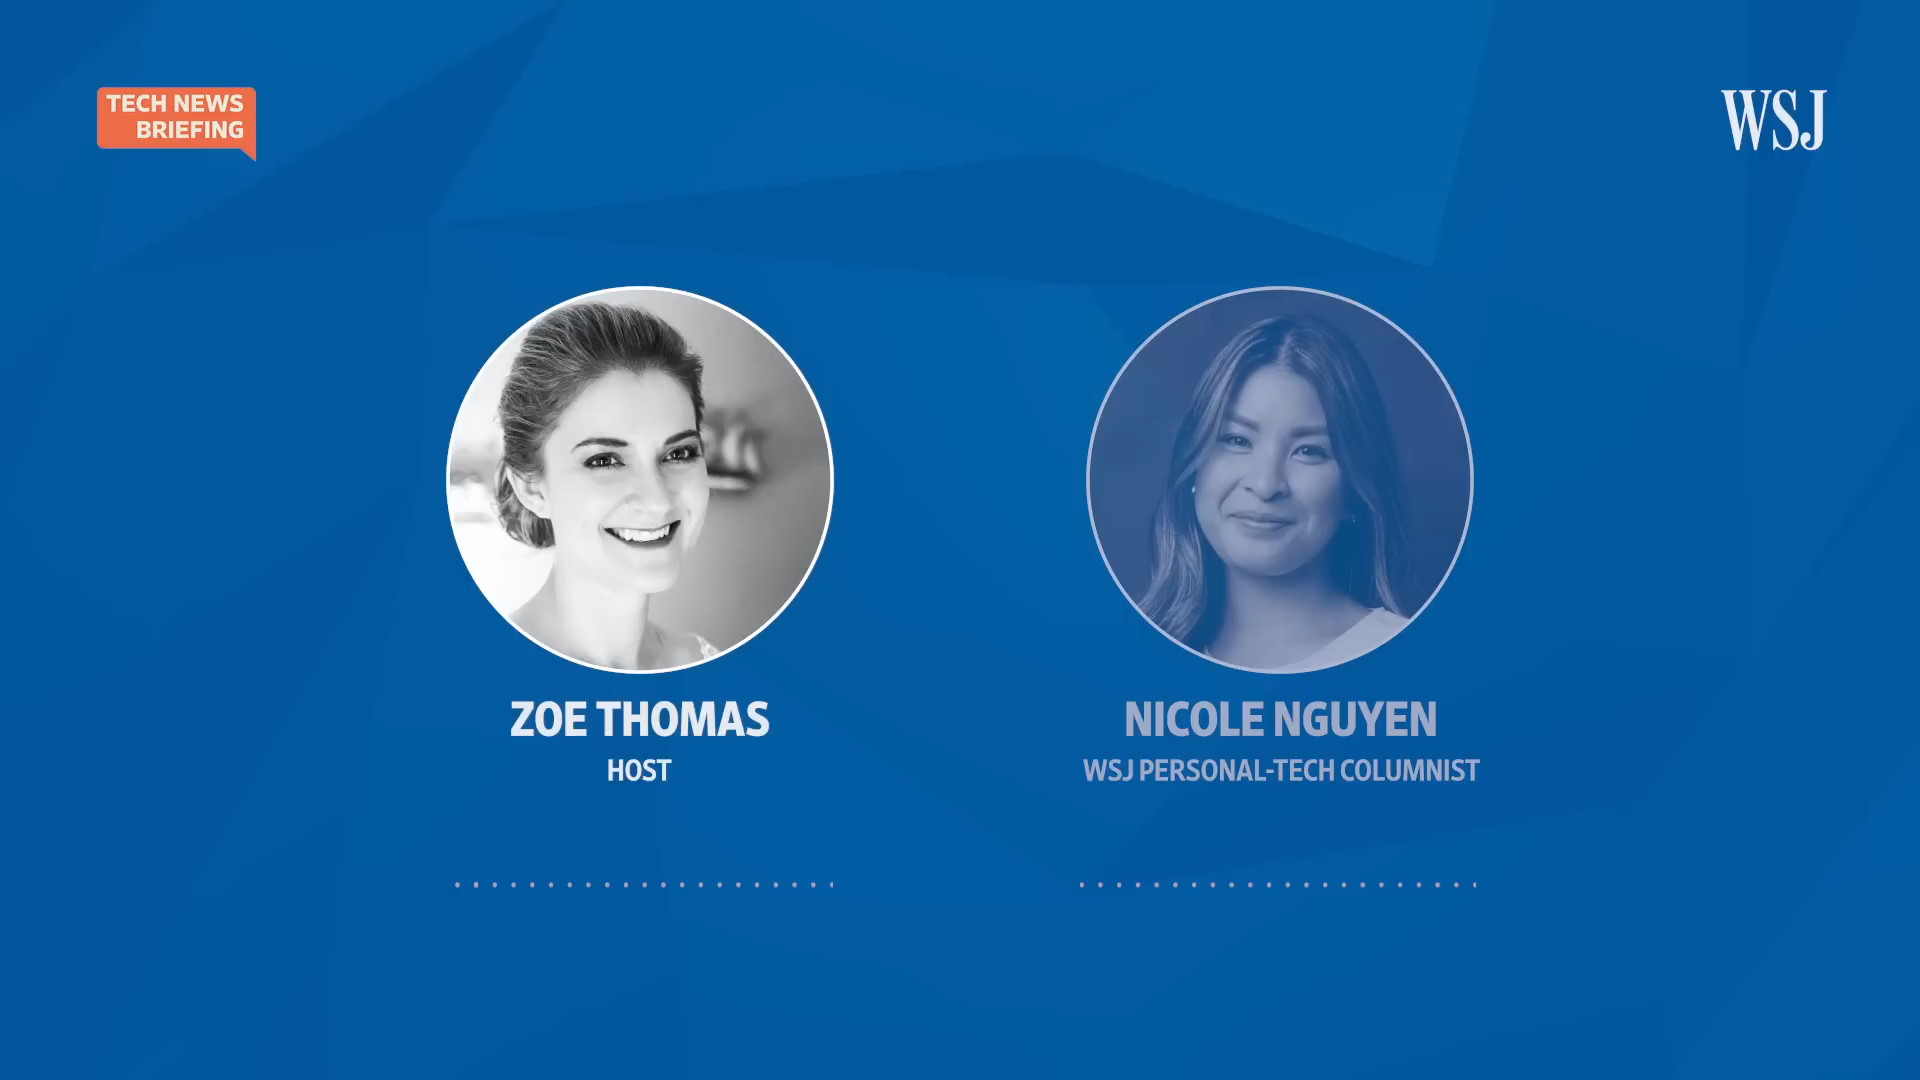 TECH NEWS
BRIEFING
WSJ
ZOE THOMAS
HOST
NICOLE NGUYEN
WSJ PERSONAL-TECH COLUMNIST